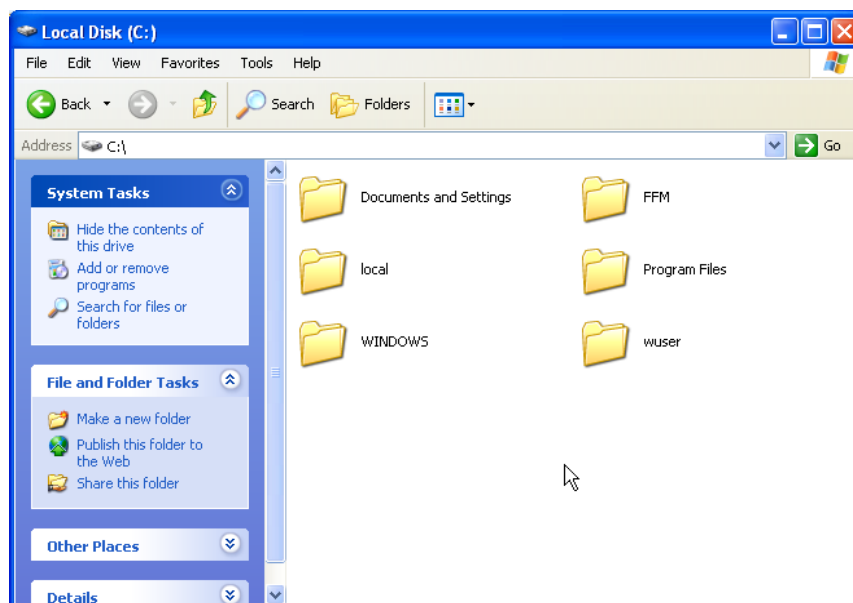 Local Disk (C:)
File Edit View Favorites Tools Help
Back Search Folders
Address C:\ Go
System Tasks
Hide the contents of
this drive
Add or remove
programs
Search for files or
folders
File and Folder Tasks
Make a new folder
Publish this folder to
the Web
Share this folder
Other Places
Details
Documents and Settings FFM
local Program Files
WINDOWS wuser